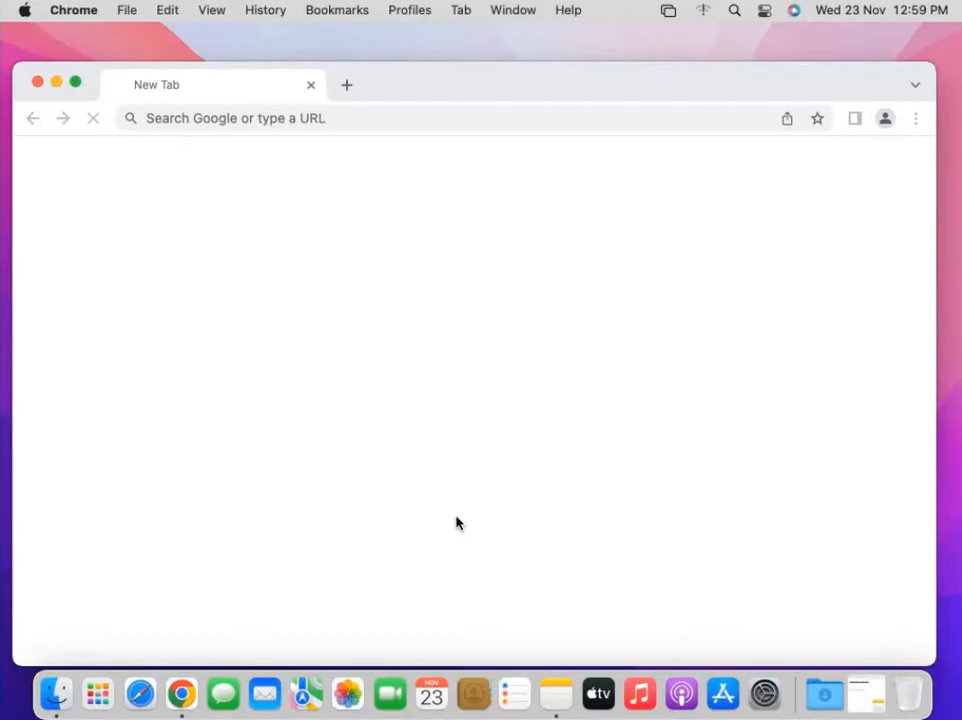 Chrome File Edit View History Bookmarks Profiles Tab Window Help Wed 23 Nov 12:59 PM
New Tab
Search Google or type a URL
NOV
23
tv